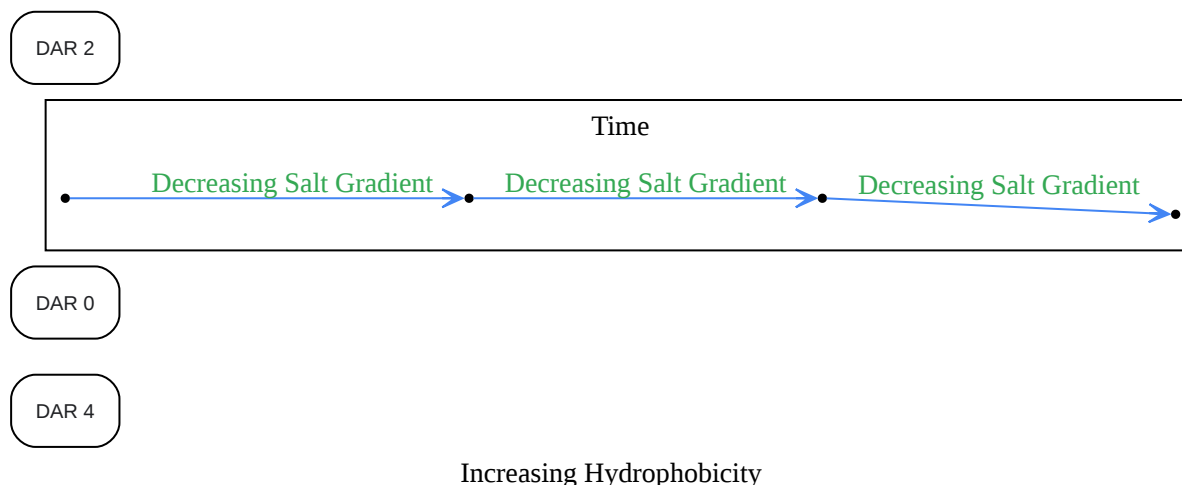 DAR 2
Time
Decreasing Salt Gradient
Decreasing Salt Gradient
Decreasing Salt Gradient
DAR 0
DAR 4
Increasing Hydrophobicity